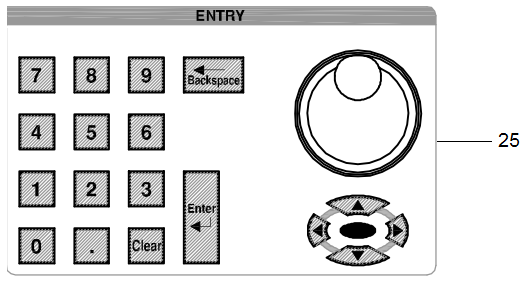 ENTRY
7 8 9 Backspace
25
4 5 6
1 2 3 Enter
0 . Clear